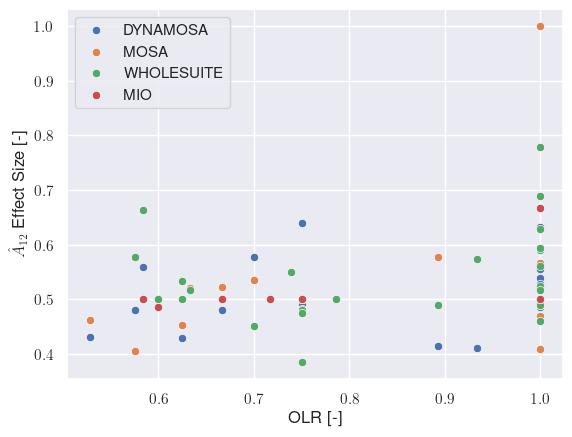 DYNAMOSA
MOSA
WHOLESUITE
MIO
1.0
0.9
0.8
0.7
0.6
0.5
0.4
Â₁₂ Effect Size [-]
0.6 0.7 0.8 0.9 1.0
OLR [-]